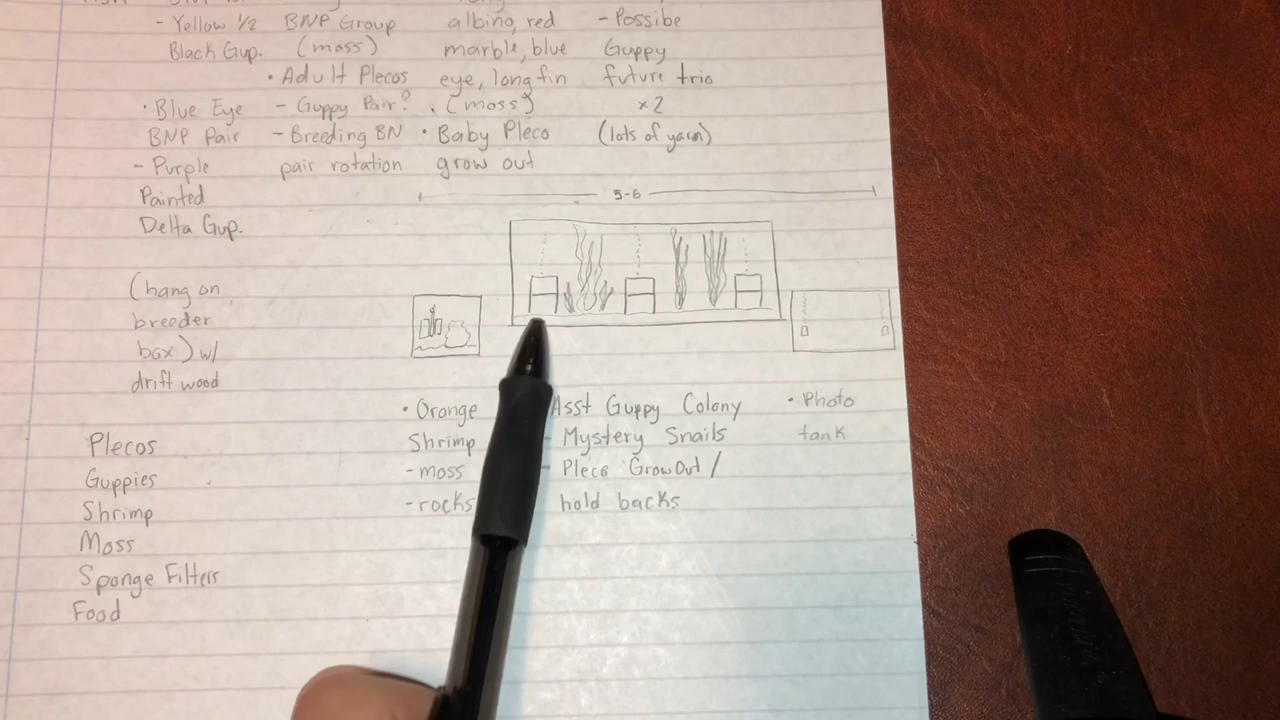 - Yellow 1/2 BNP Group albino, red - Possibe
Black Gup. (moss) marble, blue Guppy
· Adult Plecos eye, long fin future trio
· Blue Eye - Guppy Pair? . (moss) x2
BNP Pair - Breeding BN · Baby Pleco (lots of yarn)
- Purple pair rotation grow out
Painted 5-6
Delta Gup.
(hang on
breeder
box) w/
drift wood
· Orange Asst Guppy Colony · Photo
Plecos Shrimp - Mystery Snails tank
Guppies - moss - Pleco Grow Out /
Shrimp - rocks hold backs
Moss
Sponge Filters
Food